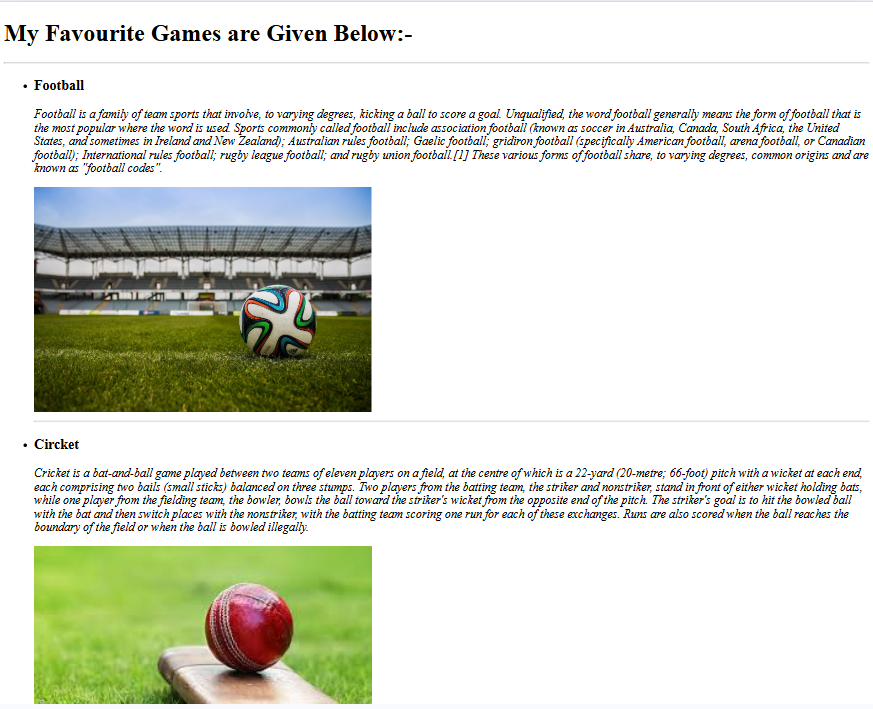 My Favourite Games are Given Below:-
• Football
Football is a family of team sports that involve, to varying degrees, kicking a ball to score a goal. Unqualified, the word football generally means the form of football that is
the most popular where the word is used. Sports commonly called football include association football (known as soccer in Australia, Canada, South Africa, the United
States, and sometimes in Ireland and New Zealand); Australian rules football; Gaelic football; gridiron football (specifically American football, arena football, or Canadian
football); International rules football; rugby league football; and rugby union football.[1] These various forms of football share, to varying degrees, common origins and are
known as "football codes".
• Circket
Cricket is a bat-and-ball game played between two teams of eleven players on a field, at the centre of which is a 22-yard (20-metre; 66-foot) pitch with a wicket at each end,
each comprising two bails (small sticks) balanced on three stumps. Two players from the batting team, the striker and nonstriker, stand in front of either wicket holding bats,
while one player from the fielding team, the bowler, bowls the ball toward the striker's wicket from the opposite end of the pitch. The striker's goal is to hit the bowled ball
with the bat and then switch places with the nonstriker, with the batting team scoring one run for each of these exchanges. Runs are also scored when the ball reaches the
boundary of the field or when the ball is bowled illegally.